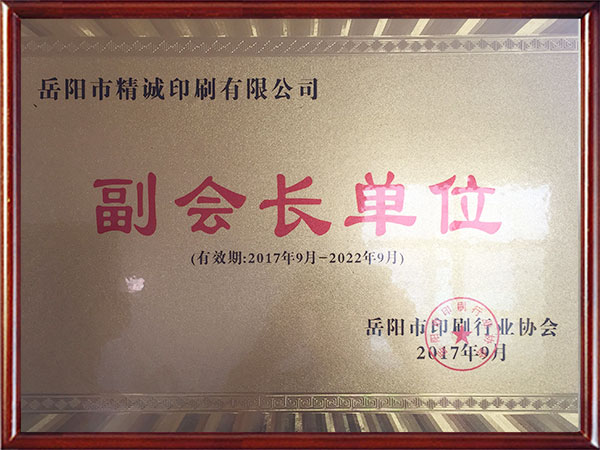 岳阳市精诚印刷有限公司
副会长单位
(有效期:2017年9月-2022年9月)
岳阳市印刷行业协会
2017年9月